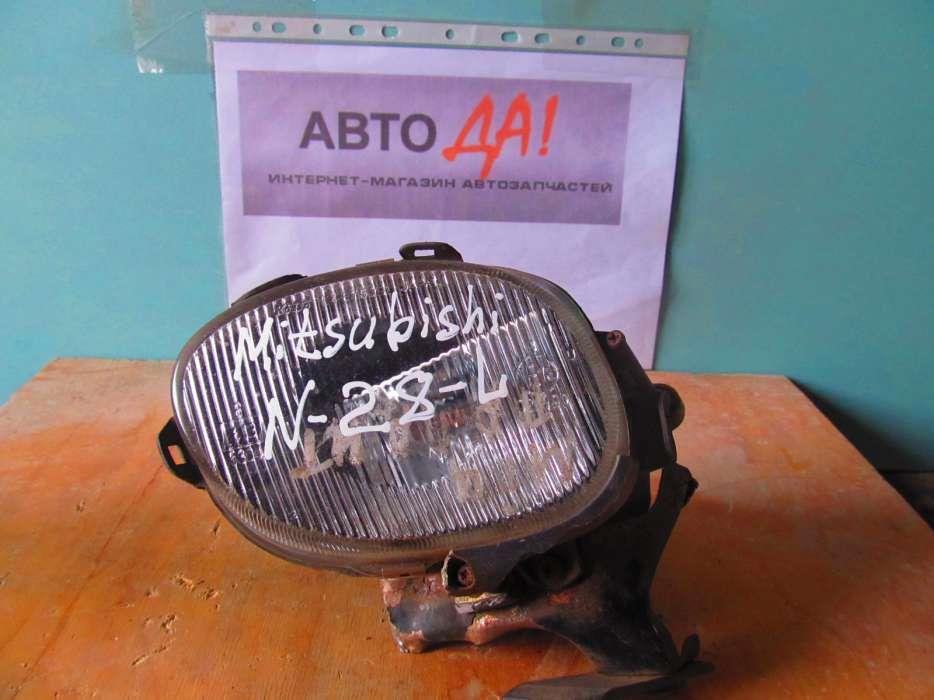 АВТО ДА!
ИНТЕРНЕТ-МАГАЗИН АВТОЗАПЧАСТЕЙ
Mitsubishi
N-28-L